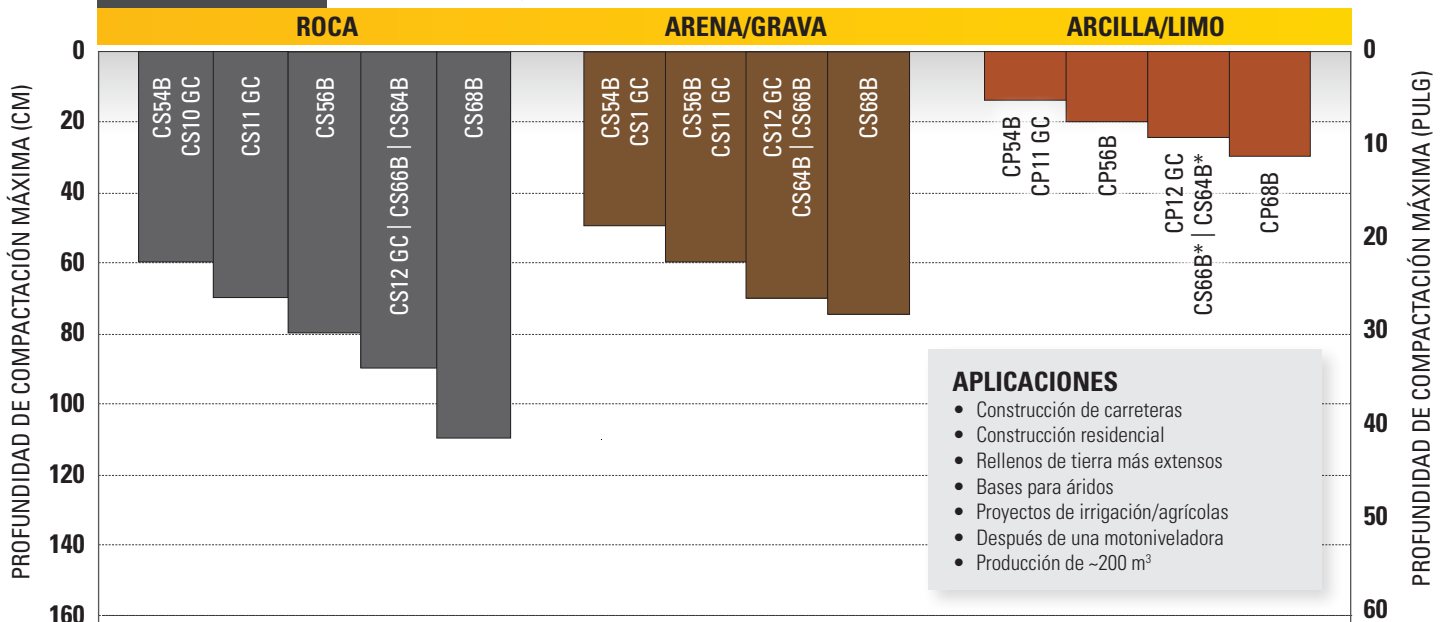 ROCA
ARENA/GRAVA
ARCILLA/LIMO
PROFUNDIDAD DE COMPACTACIÓN MÁXIMA (CM)
0
20
40
60
80
100
120
140
160
CS54B
CS10 GC
CS11 GC
CS56B
CS12 GC | CS66B | CS64B
CS68B
CS54B
CS1 GC
CS56B
CS11 GC
CS12 GC
CS64B | CS66B
CS68B
CP54B
CP11 GC
CP56B
CP12 GC
CS66B* | CS64B*
CP68B
0
10
20
30
40
50
60
PROFUNDIDAD DE COMPACTACIÓN MÁXIMA (PULG)
APLICACIONES
• Construcción de carreteras
• Construcción residencial
• Rellenos de tierra más extensos
• Bases para áridos
• Proyectos de irrigación/agrícolas
• Después de una motoniveladora
• Producción de ~200 m³